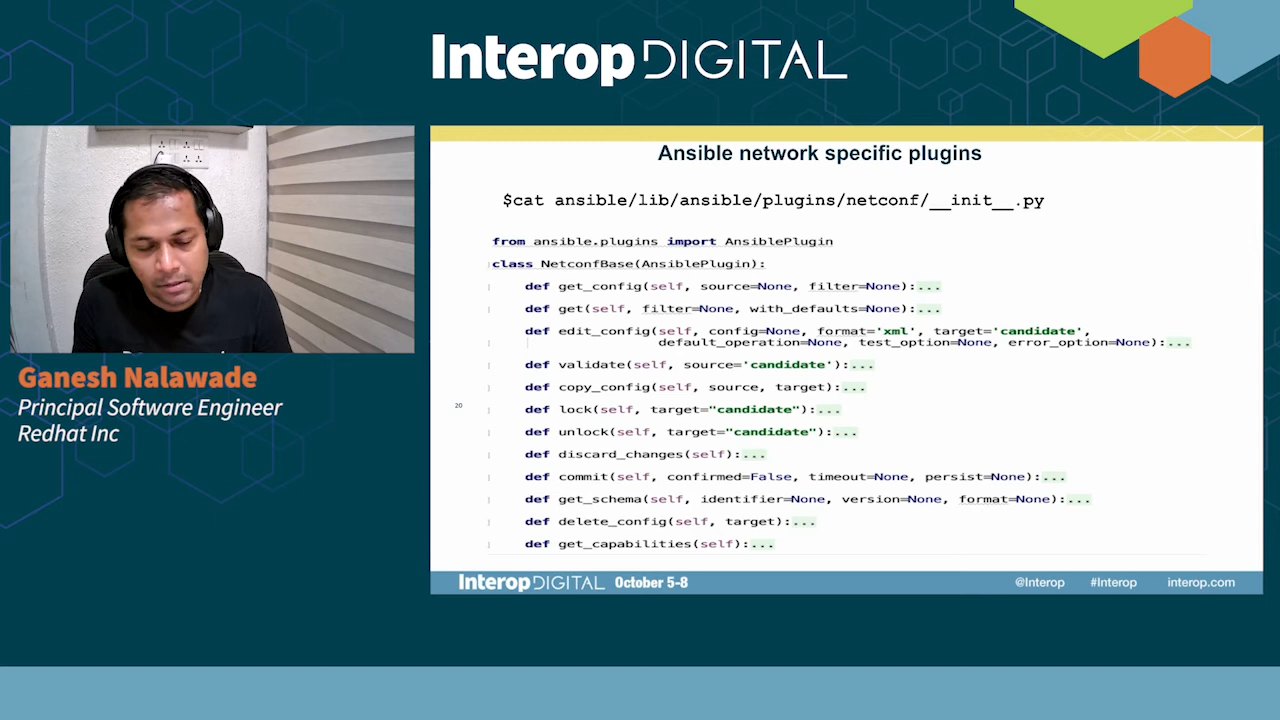 Interop DIGITAL
Ganesh Nalawade
Principal Software Engineer
Redhat Inc
Ansible network specific plugins
$cat ansible/lib/ansible/plugins/netconf/__init__.py
from ansible.plugins import AnsiblePlugin
class NetconfBase(AnsiblePlugin):
def get_config(self, source=None, filter=None):...
def get(self, filter=None, with_defaults=None):...
def edit_config(self, config=None, format='xml', target='candidate',
default_operation=None, test_option=None, error_option=None):...
def validate(self, source='candidate'):...
def copy_config(self, source, target):...
20
def lock(self, target="candidate"):...
def unlock(self, target="candidate"):...
def discard_changes(self):...
def commit(self, confirmed=False, timeout=None, persist=None):...
def get_schema(self, identifier=None, version=None, format=None):...
def delete_config(self, target):...
def get_capabilities(self):...
Interop DIGITAL October 5-8 @Interop #Interop interop.com